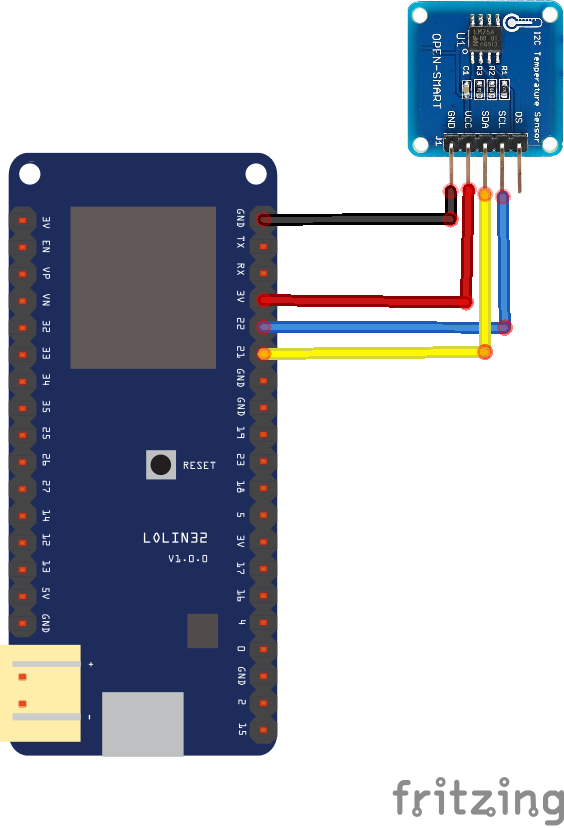 I2C Temperature Sensor
U1
LM75A
OPEN-SMART
C1
R3
R2
R1
GND
VCC
SDA
SCL
DS
J1
3V
EN
VP
VN
32
33
34
35
25
26
27
14
12
13
5V
GND
GND
TX
RX
3V
22
21
GND
GND
19
23
18
5
3V
17
16
4
0
GND
2
15
RESET
LOLIN32
V1.0.0
+
-
fritzing